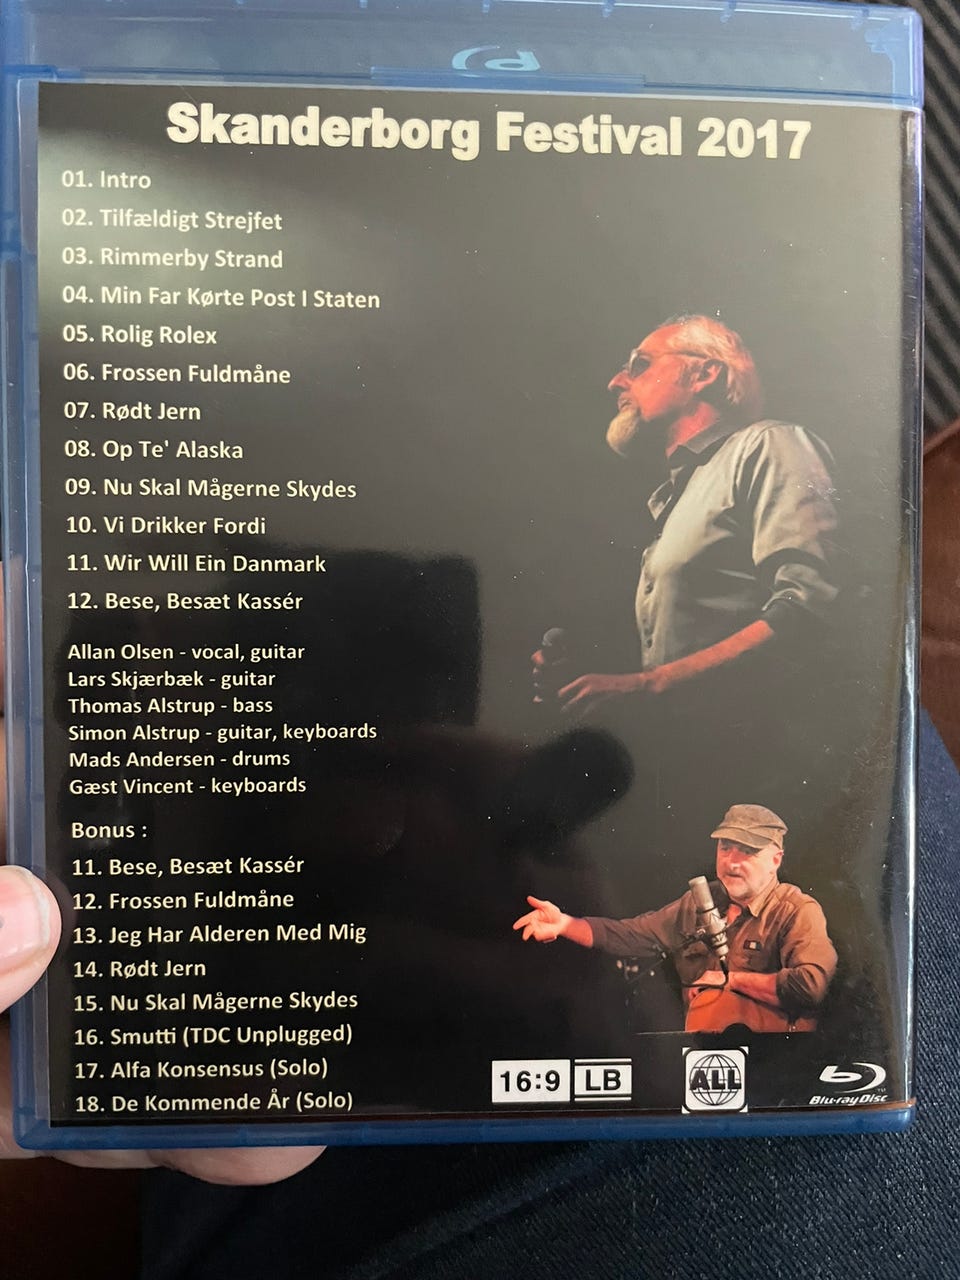 Skanderborg Festival 2017
01. Intro
02. Tilfældigt Strejfet
03. Rimmerby Strand
04. Min Far Kørte Post I Staten
05. Rolig Rolex
06. Frossen Fuldmåne
07. Rødt Jern
08. Op Te' Alaska
09. Nu Skal Mågerne Skydes
10. Vi Drikker Fordi
11. Wir Will Ein Danmark
12. Bese, Besæt Kassér
Allan Olsen - vocal, guitar
Lars Skjærbæk - guitar
Thomas Alstrup - bass
Simon Alstrup - guitar, keyboards
Mads Andersen - drums
Gæst Vincent - keyboards
Bonus :
11. Bese, Besæt Kassér
12. Frossen Fuldmåne
13. Jeg Har Alderen Med Mig
14. Rødt Jern
15. Nu Skal Mågerne Skydes
16. Smutti (TDC Unplugged)
17. Alfa Konsensus (Solo)
18. De Kommende År (Solo)
16:9 LB
ALL
Blu-ray Disc